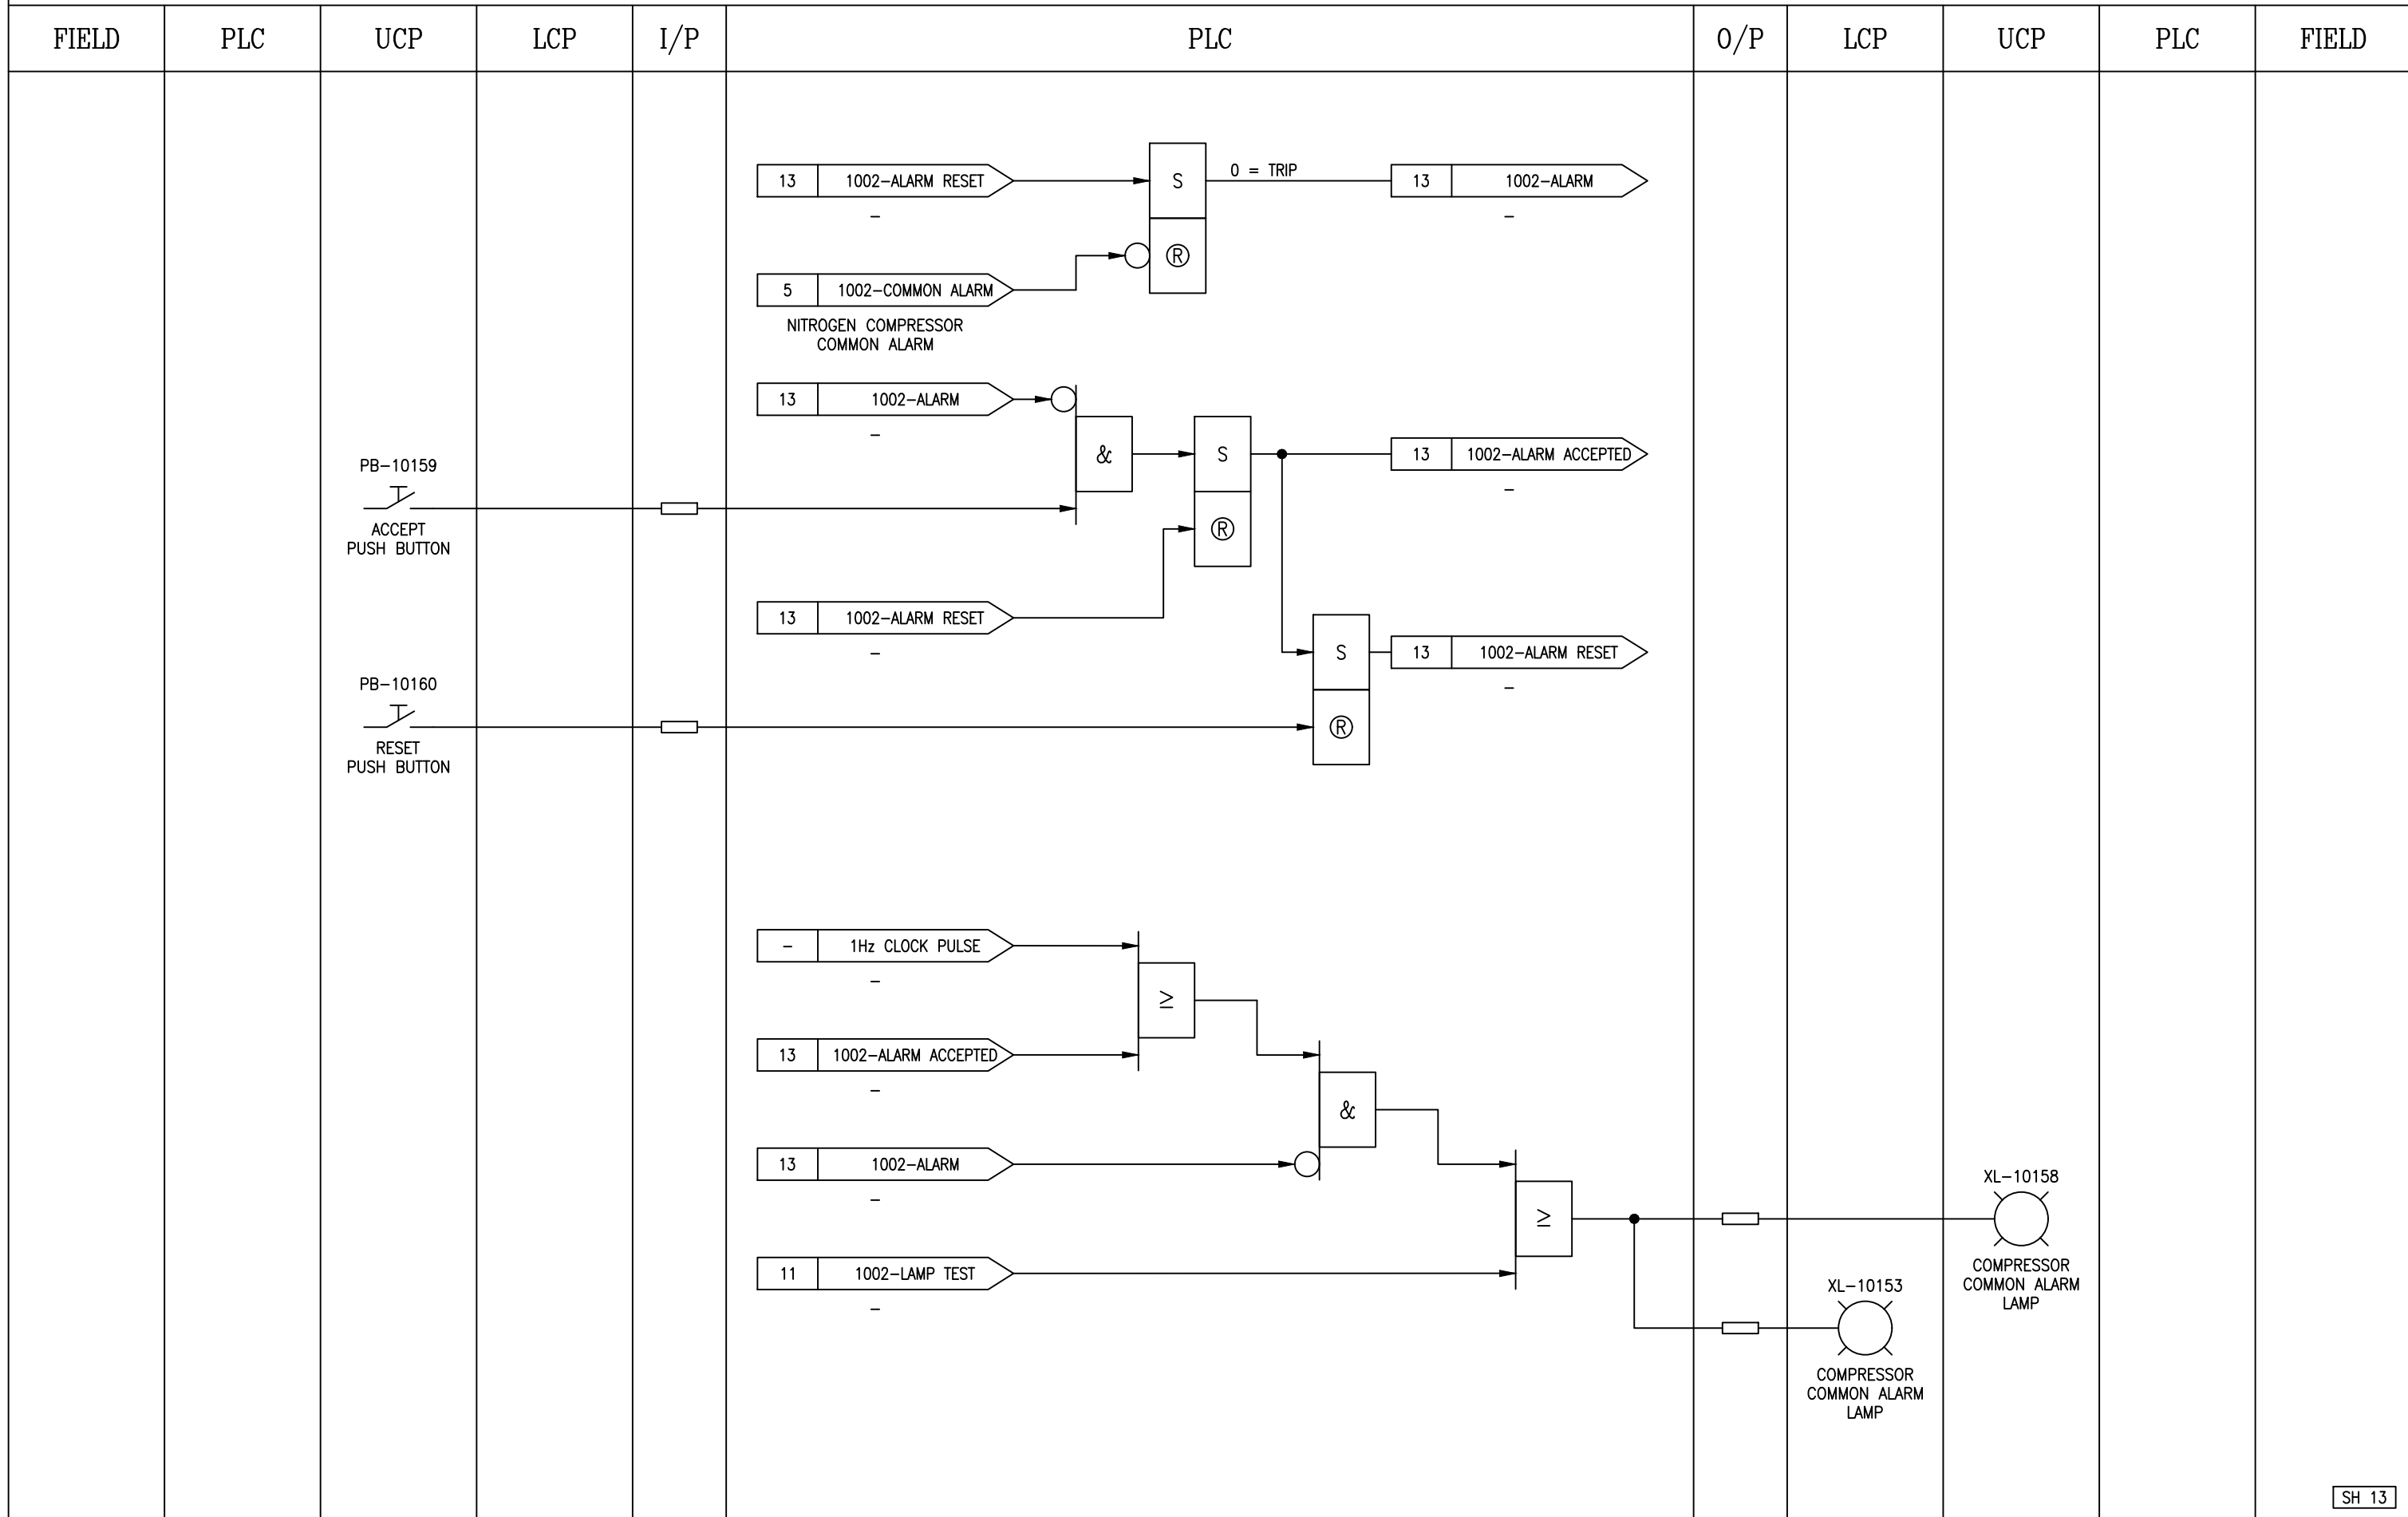 FIELD PLC UCP LCP I/P PLC O/P LCP UCP PLC FIELD
13 1002-ALARM RESET
-
S
0 = TRIP
13 1002-ALARM
-
Ⓡ
5 1002-COMMON ALARM
NITROGEN COMPRESSOR
COMMON ALARM
13 1002-ALARM
-
PB-10159
ACCEPT
PUSH BUTTON
&
S
Ⓡ
13 1002-ALARM ACCEPTED
-
13 1002-ALARM RESET
-
S
Ⓡ
13 1002-ALARM RESET
-
PB-10160
RESET
PUSH BUTTON
- 1Hz CLOCK PULSE
-
≥
13 1002-ALARM ACCEPTED
-
&
13 1002-ALARM
-
≥
11 1002-LAMP TEST
-
XL-10158
COMPRESSOR
COMMON ALARM
LAMP
XL-10153
COMPRESSOR
COMMON ALARM
LAMP
SH 13